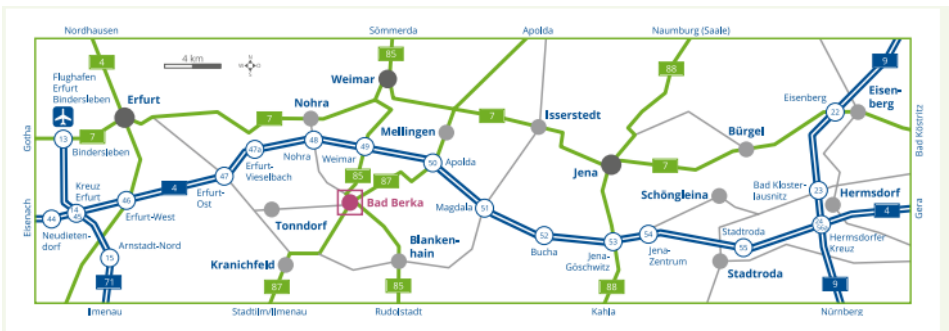 Nordhausen
Sömmerda
Apolda
Naumburg (Saale)
4
85
9
4 km
Flughafen
Erfurt
Bindersleben
Weimar
88
Erfurt
Nohra
Eisenberg
Eisen-
berg
22
7
Isserstedt
Mellingen
7
Bürgel
Gotha
13
7
Bindersleben
48
Nohra
Weimar
49
47a
Erfurt-
Vieselbach
50
Apolda
Jena
7
Bad Köstritz
Kreuz
Erfurt
4
47
Erfurt-
Ost
85
87
Bad Berka
Schöngleina
Bad Kloster-
lausnitz
23
Hermsdorf
Eisenach
44
14
45
46
Erfurt-West
Magdala
51
4
Gera
Neudieten-
dorf
Tonndorf
52
Bucha
53
Jena-
Göschwitz
54
Jena-
Zentrum
Stadtroda
55
24
56a
Hermsdorfer
Kreuz
Arnstadt-Nord
15
Blanken-
hain
Kranichfeld
Stadtroda
71
87
85
88
9
Ilmenau
Stadtilm/Ilmenau
Rudolstadt
Kahla
Nürnberg